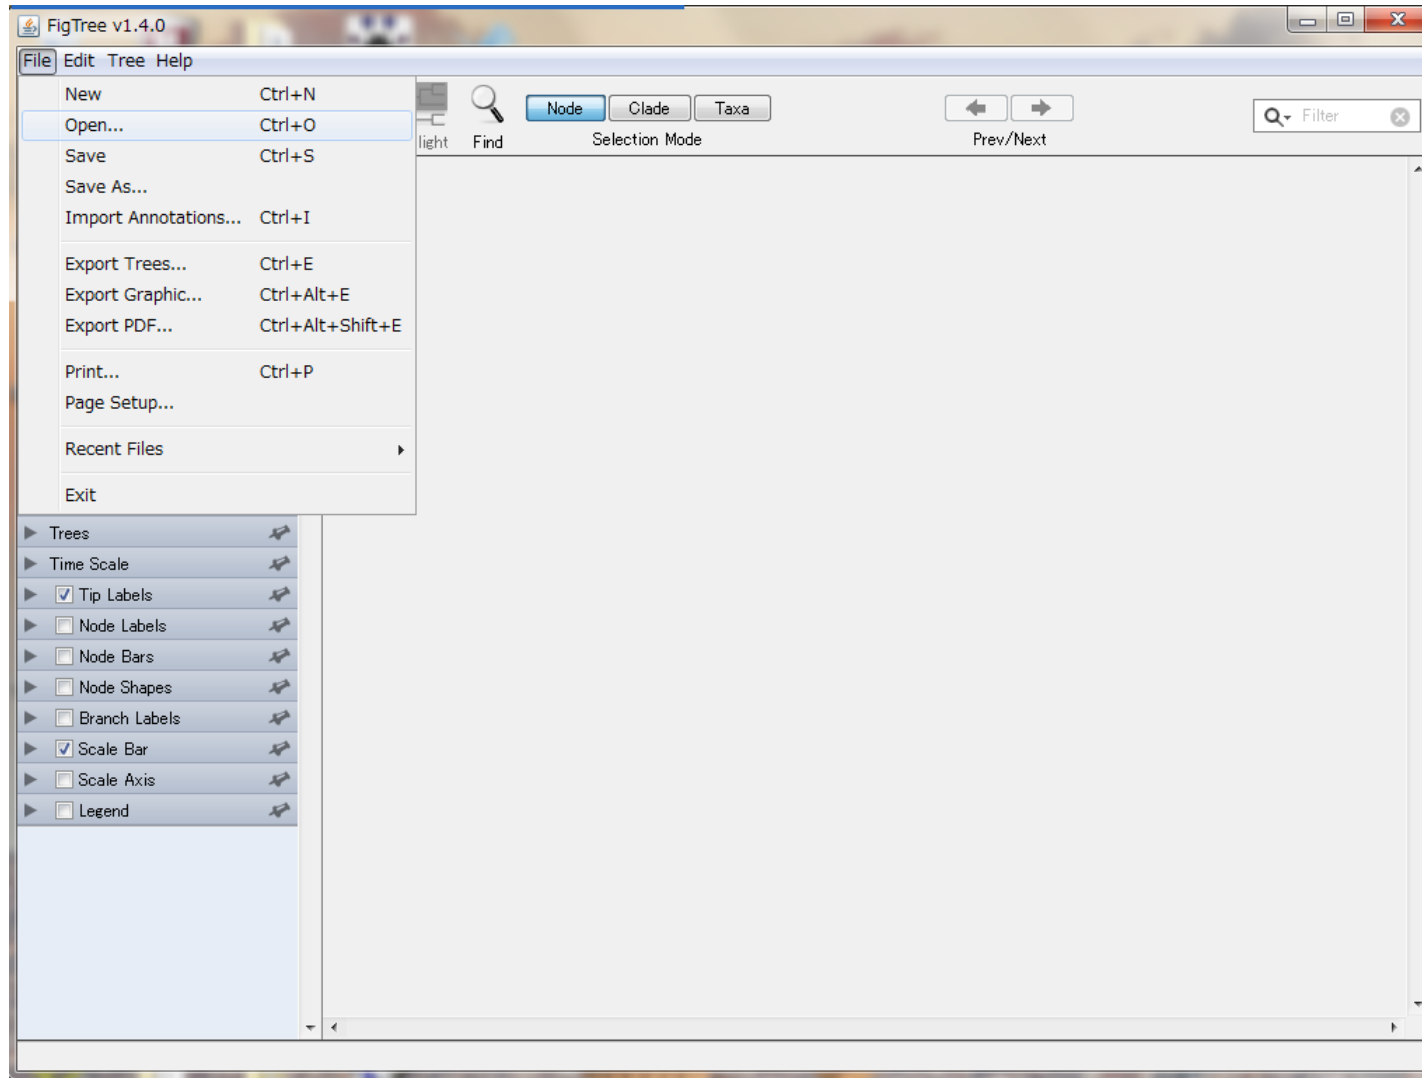 FigTree v1.4.0
File Edit Tree Help
New Ctrl+N
Open... Ctrl+O
Save Ctrl+S
Save As...
Import Annotations... Ctrl+I
Export Trees... Ctrl+E
Export Graphic... Ctrl+Alt+E
Export PDF... Ctrl+Alt+Shift+E
Print... Ctrl+P
Page Setup...
Recent Files
Exit
light Find
Node Clade Taxa
Selection Mode
Prev/Next
Filter
Trees
Time Scale
Tip Labels
Node Labels
Node Bars
Node Shapes
Branch Labels
Scale Bar
Scale Axis
Legend